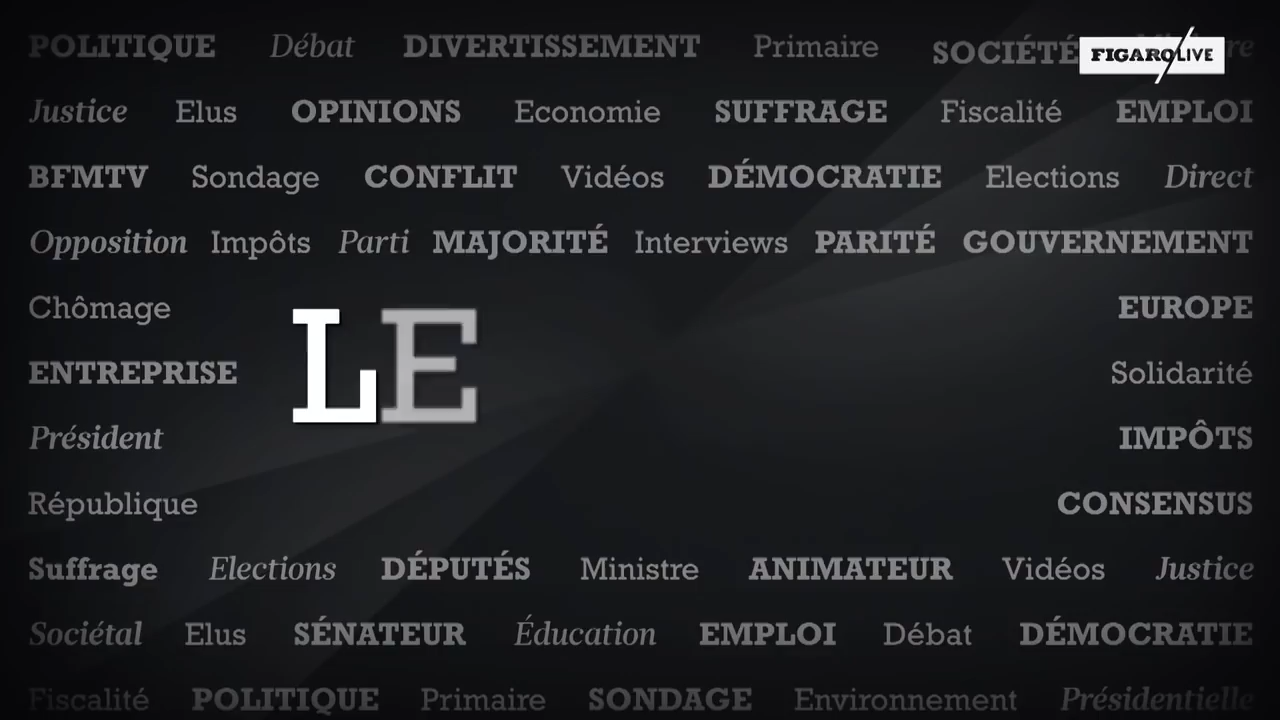 POLITIQUE Débat DIVERTISSEMENT Primaire SOCIÉTÉ
FIGARO LIVE
Justice Elus OPINIONS Economie SUFFRAGE Fiscalité EMPLOI
BFMTV Sondage CONFLIT Vidéos DÉMOCRATIE Elections Direct
Opposition Impôts Parti MAJORITÉ Interviews PARITÉ GOUVERNEMENT
Chômage EUROPE
LE
ENTREPRISE Solidarité
Président IMPÔTS
République CONSENSUS
Suffrage Elections DÉPUTÉS Ministre ANIMATEUR Vidéos Justice
Sociétal Elus SÉNATEUR Éducation EMPLOI Débat DÉMOCRATIE
Fiscalité POLITIQUE Primaire SONDAGE Environnement Présidentielle